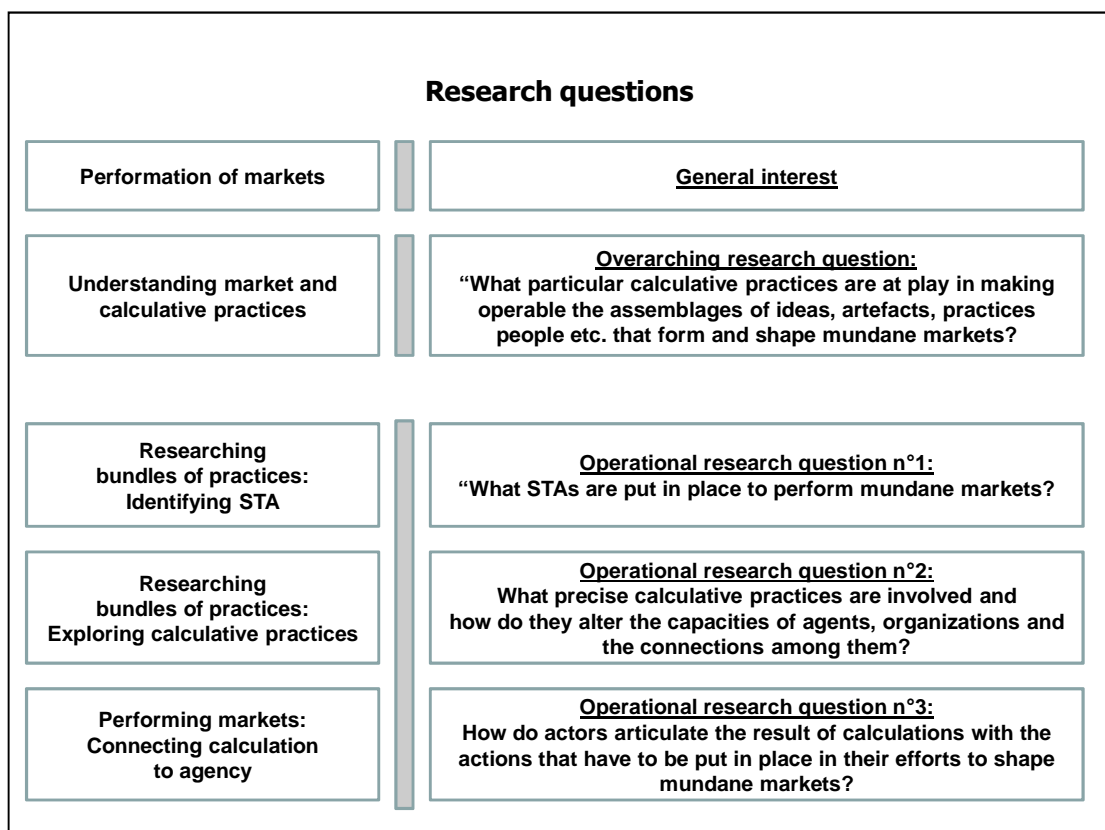 Research questions
Performation of markets
General interest
Understanding market and
calculative practices
Overarching research question:
“What particular calculative practices are at play in making
operable the assemblages of ideas, artefacts, practices
people etc. that form and shape mundane markets?
Researching
bundles of practices:
Identifying STA
Operational research question n°1:
“What STAs are put in place to perform mundane markets?
Researching
bundles of practices:
Exploring calculative practices
Operational research question n°2:
What precise calculative practices are involved and
how do they alter the capacities of agents, organizations and
the connections among them?
Performing markets:
Connecting calculation
to agency
Operational research question n°3:
How do actors articulate the result of calculations with the
actions that have to be put in place in their efforts to shape
mundane markets?